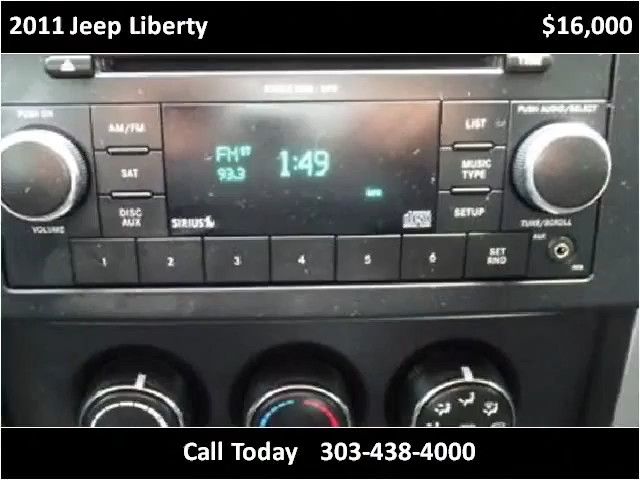 2011 Jeep Liberty $16,000
PUSH ON
PUSH AUDIO/SELECT
AM/FM
LIST
FM
1:49
93.3
SAT
MUSIC
TYPE
DISC
AUX
SIRIUS
SETUP
VOLUME
TUNE/SCROLL
AUX
1 2 3 4 5 6
SET
RND
Call Today 303-438-4000